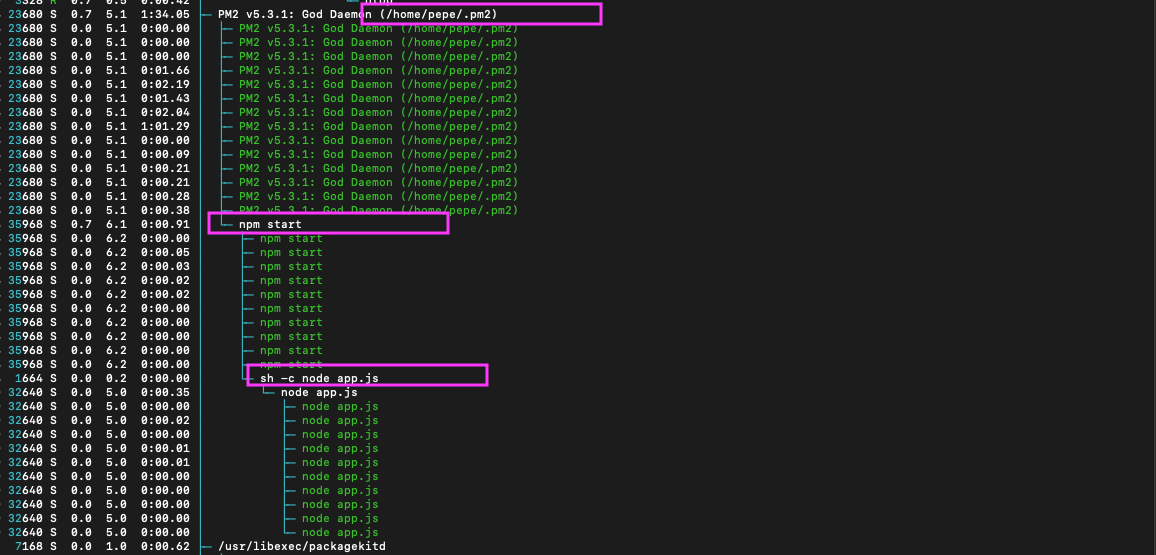 3328 R 0.7 0.5 0:00.42 htop
23680 S 0.7 5.1 1:34.05 ├─ PM2 v5.3.1: God Daemon (/home/pepe/.pm2)
23680 S 0.0 5.1 0:00.00 │ ├─ PM2 v5.3.1: God Daemon (/home/pepe/.pm2)
23680 S 0.0 5.1 0:00.00 │ ├─ PM2 v5.3.1: God Daemon (/home/pepe/.pm2)
23680 S 0.0 5.1 0:00.00 │ ├─ PM2 v5.3.1: God Daemon (/home/pepe/.pm2)
23680 S 0.0 5.1 0:01.66 │ ├─ PM2 v5.3.1: God Daemon (/home/pepe/.pm2)
23680 S 0.0 5.1 0:02.19 │ ├─ PM2 v5.3.1: God Daemon (/home/pepe/.pm2)
23680 S 0.0 5.1 0:01.43 │ ├─ PM2 v5.3.1: God Daemon (/home/pepe/.pm2)
23680 S 0.0 5.1 0:02.04 │ ├─ PM2 v5.3.1: God Daemon (/home/pepe/.pm2)
23680 S 0.0 5.1 1:01.29 │ ├─ PM2 v5.3.1: God Daemon (/home/pepe/.pm2)
23680 S 0.0 5.1 0:00.00 │ ├─ PM2 v5.3.1: God Daemon (/home/pepe/.pm2)
23680 S 0.0 5.1 0:00.09 │ ├─ PM2 v5.3.1: God Daemon (/home/pepe/.pm2)
23680 S 0.0 5.1 0:00.21 │ ├─ PM2 v5.3.1: God Daemon (/home/pepe/.pm2)
23680 S 0.0 5.1 0:00.21 │ ├─ PM2 v5.3.1: God Daemon (/home/pepe/.pm2)
23680 S 0.0 5.1 0:00.28 │ ├─ PM2 v5.3.1: God Daemon (/home/pepe/.pm2)
23680 S 0.0 5.1 0:00.38 │ ├─ PM2 v5.3.1: God Daemon (/home/pepe/.pm2)
35968 S 0.7 6.1 0:00.91 │ └─ npm start
35968 S 0.0 6.2 0:00.00 │ ├─ npm start
35968 S 0.0 6.2 0:00.05 │ ├─ npm start
35968 S 0.0 6.2 0:00.03 │ ├─ npm start
35968 S 0.0 6.2 0:00.02 │ ├─ npm start
35968 S 0.0 6.2 0:00.02 │ ├─ npm start
35968 S 0.0 6.2 0:00.00 │ ├─ npm start
35968 S 0.0 6.2 0:00.00 │ ├─ npm start
35968 S 0.0 6.2 0:00.00 │ ├─ npm start
35968 S 0.0 6.2 0:00.00 │ ├─ npm start
35968 S 0.0 6.2 0:00.00 │ ├─ npm start
1664 S 0.0 0.2 0:00.00 │ └─ sh -c node app.js
32640 S 0.0 5.0 0:00.35 │ └─ node app.js
32640 S 0.0 5.0 0:00.00 │ ├─ node app.js
32640 S 0.0 5.0 0:00.02 │ ├─ node app.js
32640 S 0.0 5.0 0:00.00 │ ├─ node app.js
32640 S 0.0 5.0 0:00.01 │ ├─ node app.js
32640 S 0.0 5.0 0:00.01 │ ├─ node app.js
32640 S 0.0 5.0 0:00.00 │ ├─ node app.js
32640 S 0.0 5.0 0:00.00 │ ├─ node app.js
32640 S 0.0 5.0 0:00.00 │ ├─ node app.js
32640 S 0.0 5.0 0:00.00 │ ├─ node app.js
32640 S 0.0 5.0 0:00.00 │ └─ node app.js
7168 S 0.0 1.0 0:00.62 ├─ /usr/libexec/packagekitd